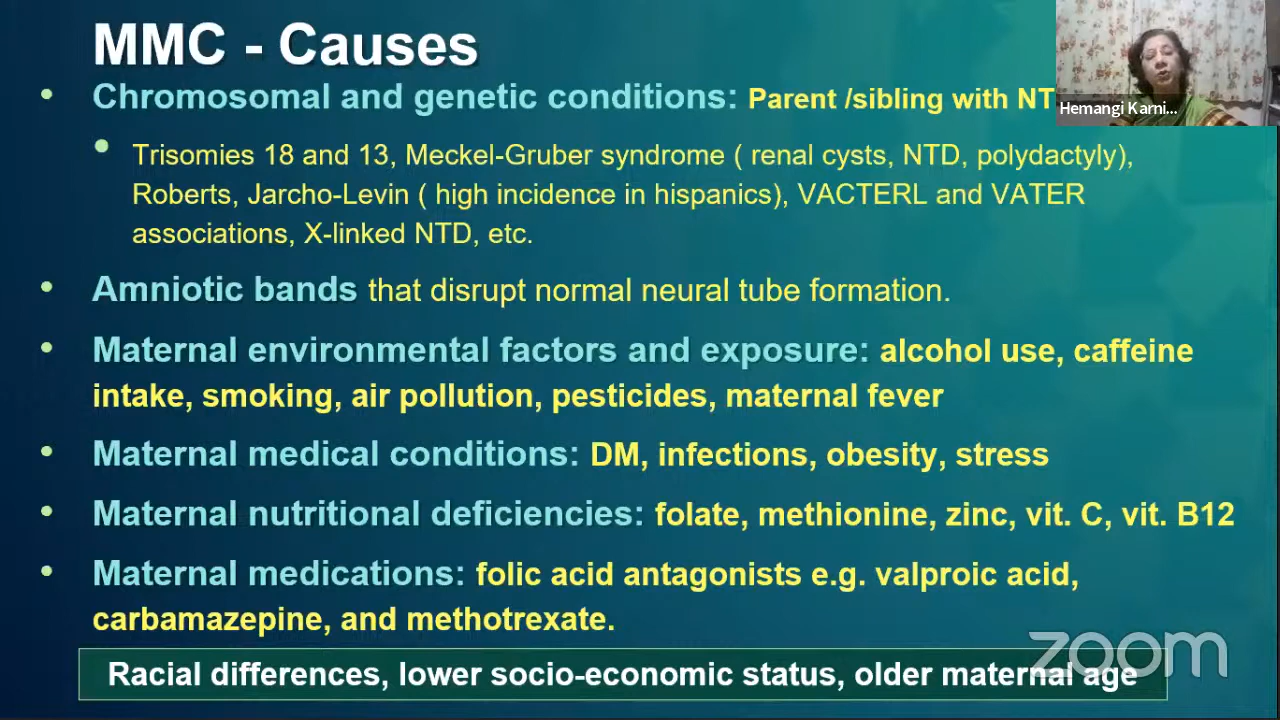 MMC - Causes
• Chromosomal and genetic conditions: Parent /sibling with NT
• Trisomies 18 and 13, Meckel-Gruber syndrome ( renal cysts, NTD, polydactyly),
Roberts, Jarcho-Levin ( high incidence in hispanics), VACTERL and VATER
associations, X-linked NTD, etc.
• Amniotic bands that disrupt normal neural tube formation.
• Maternal environmental factors and exposure: alcohol use, caffeine
intake, smoking, air pollution, pesticides, maternal fever
• Maternal medical conditions: DM, infections, obesity, stress
• Maternal nutritional deficiencies: folate, methionine, zinc, vit. C, vit. B12
• Maternal medications: folic acid antagonists e.g. valproic acid,
carbamazepine, and methotrexate.
Racial differences, lower socio-economic status, older maternal age
Hemangi Karni...
zoom